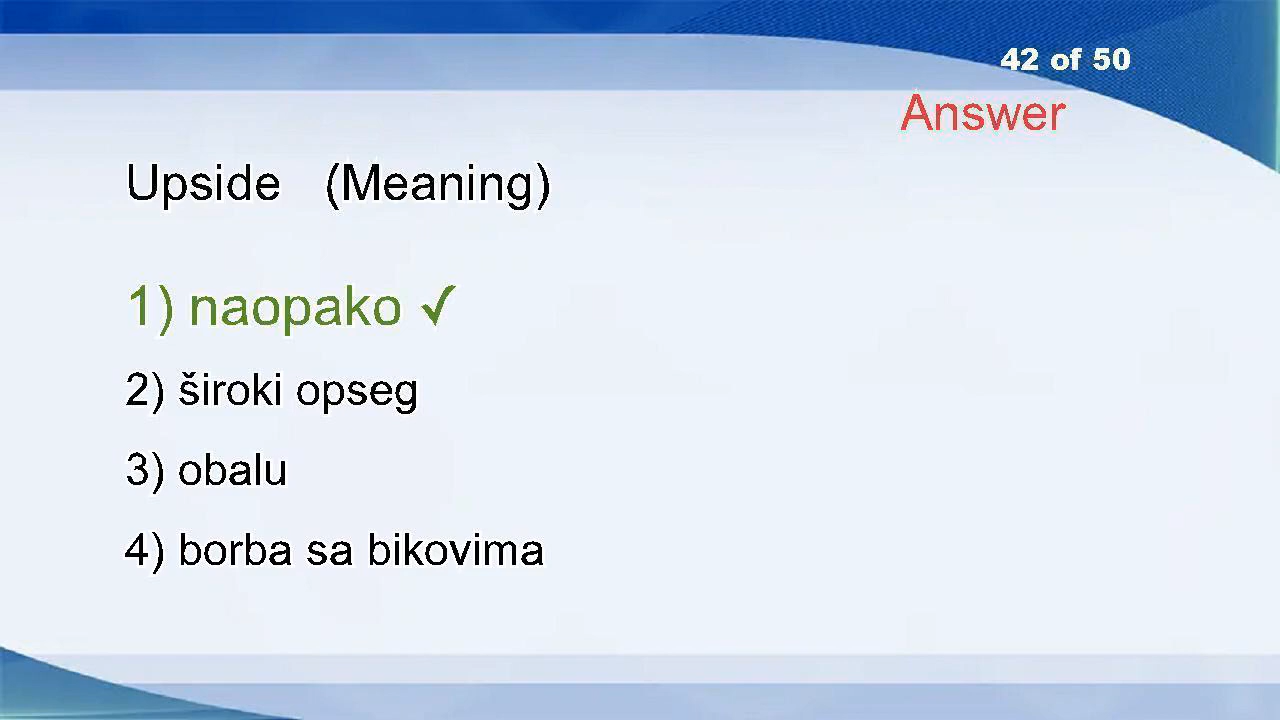 42 of 50
Answer
Upside (Meaning)
1) naopako ✓
2) široki opseg
3) obalu
4) borba sa bikovima